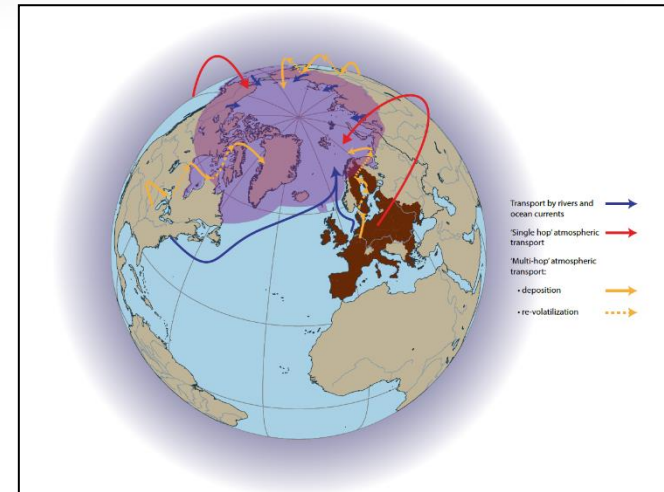 Transport by rivers and
ocean currents
'Single hop' atmospheric
transport
'Multi-hop' atmospheric
transport:
• deposition
• re-volatilization